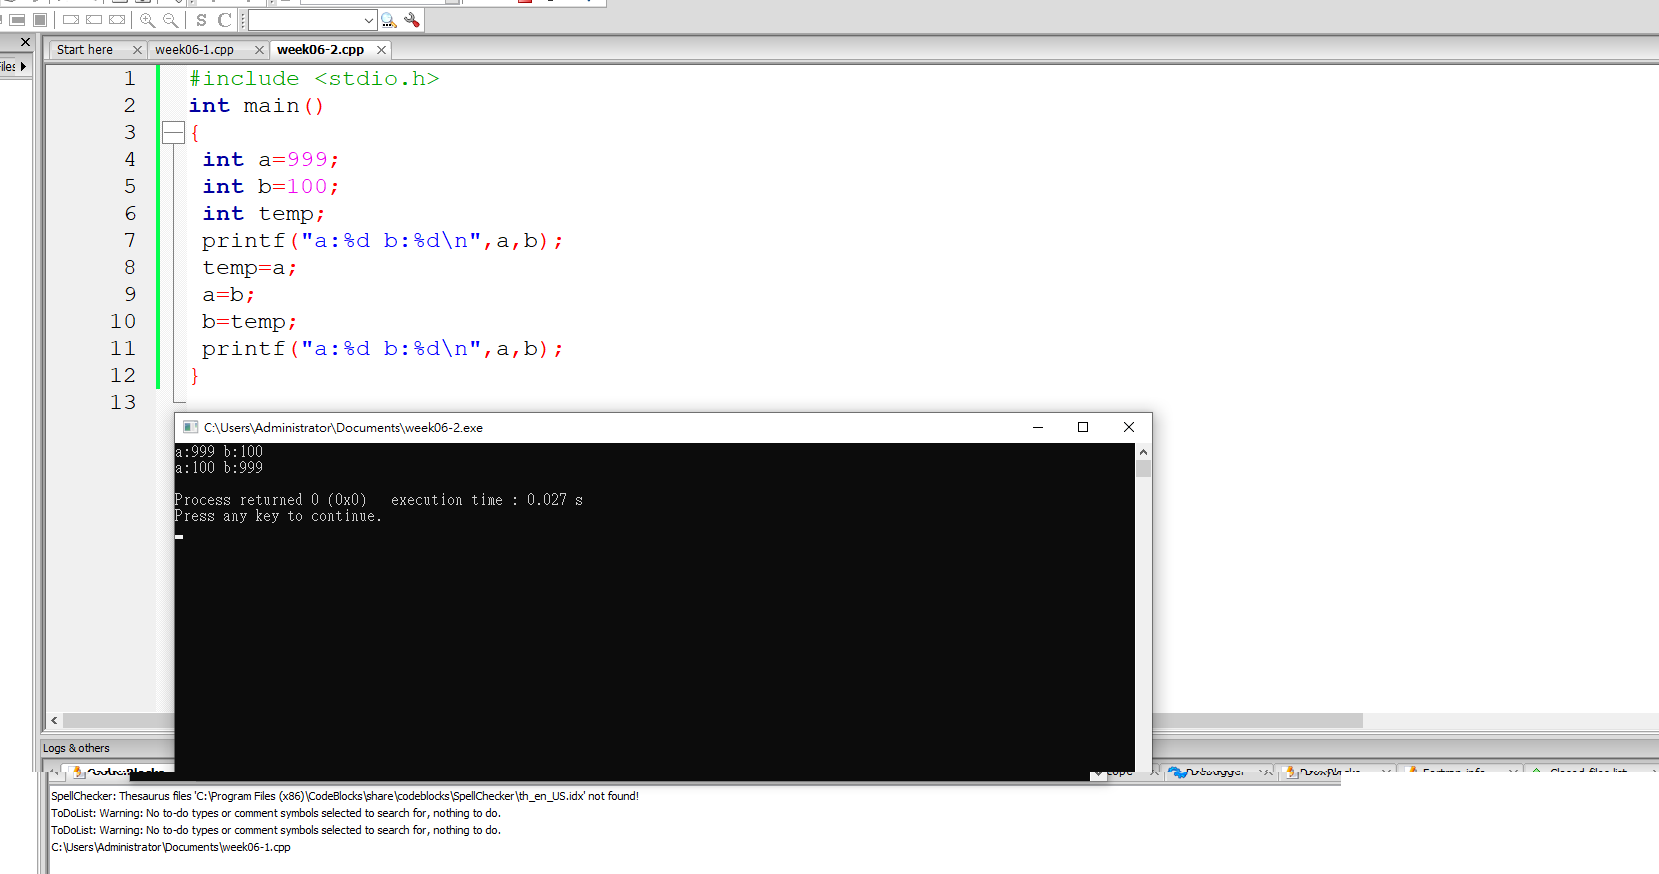 S C
Start here
week06-1.cpp
week06-2.cpp
1 #include <stdio.h>
2 int main()
3 {
4 int a=999;
5 int b=100;
6 int temp;
7 printf("a:%d b:%d\n",a,b);
8 temp=a;
9 a=b;
10 b=temp;
11 printf("a:%d b:%d\n",a,b);
12 }
13
C:\Users\Administrator\Documents\week06-2.exe
a:999 b:100
a:100 b:999
Process returned 0 (0x0)   execution time : 0.027 s
Press any key to continue.
Logs & others
Code::Blocks
Debugger
DoxyBlocks
Fortran info
Closed files list
SpellChecker: Thesaurus files 'C:\Program Files (x86)\CodeBlocks\share\codeblocks\SpellChecker\th_en_US.idx' not found!
ToDoList: Warning: No to-do types or comment symbols selected to search for, nothing to do.
ToDoList: Warning: No to-do types or comment symbols selected to search for, nothing to do.
C:\Users\Administrator\Documents\week06-1.cpp